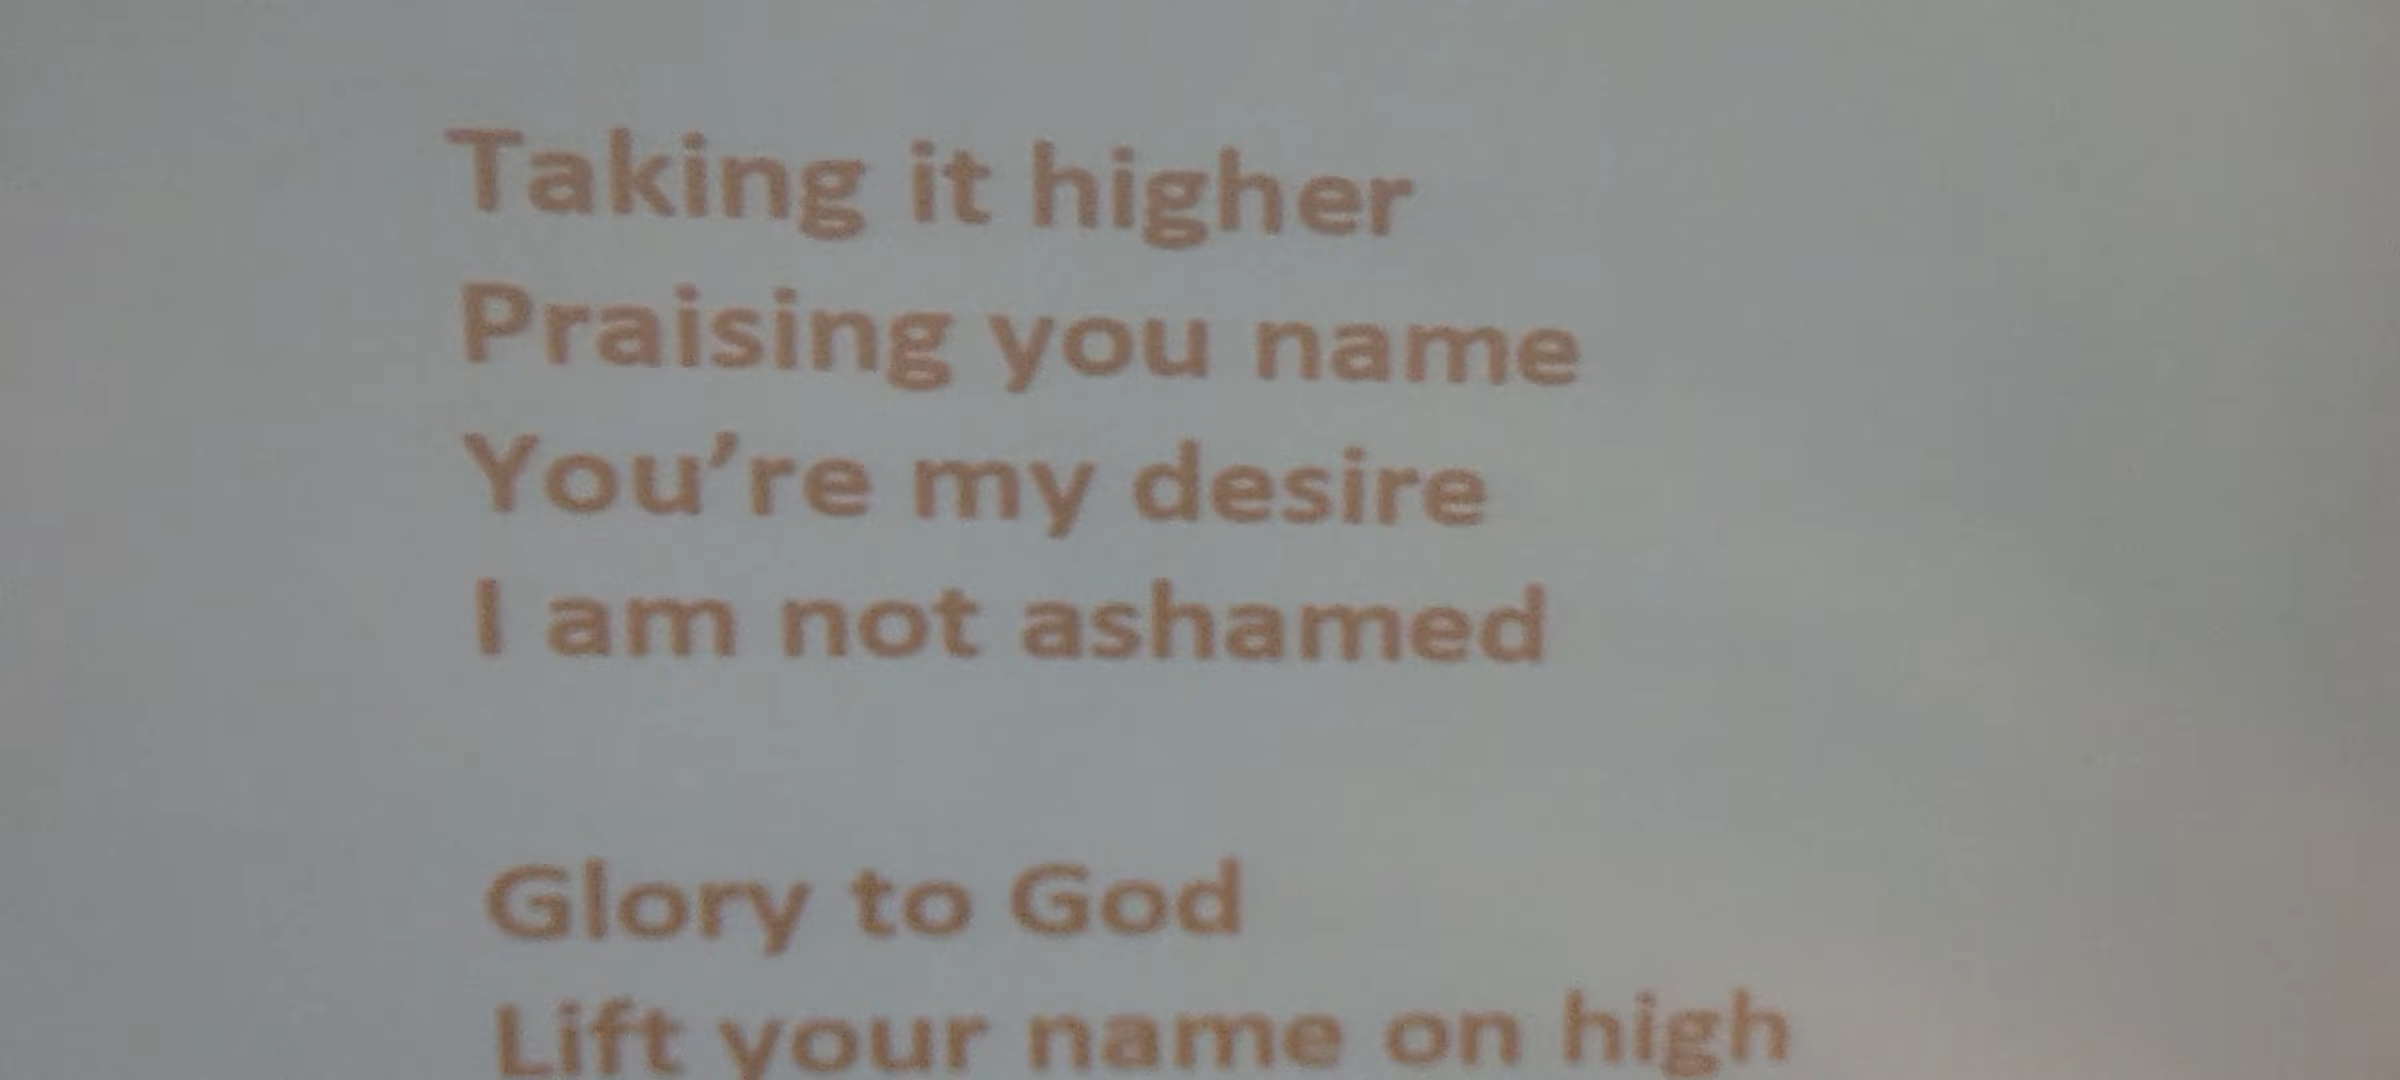 Taking it higher
Praising you name
You’re my desire
I am not ashamed
Glory to God
Lift your name on high